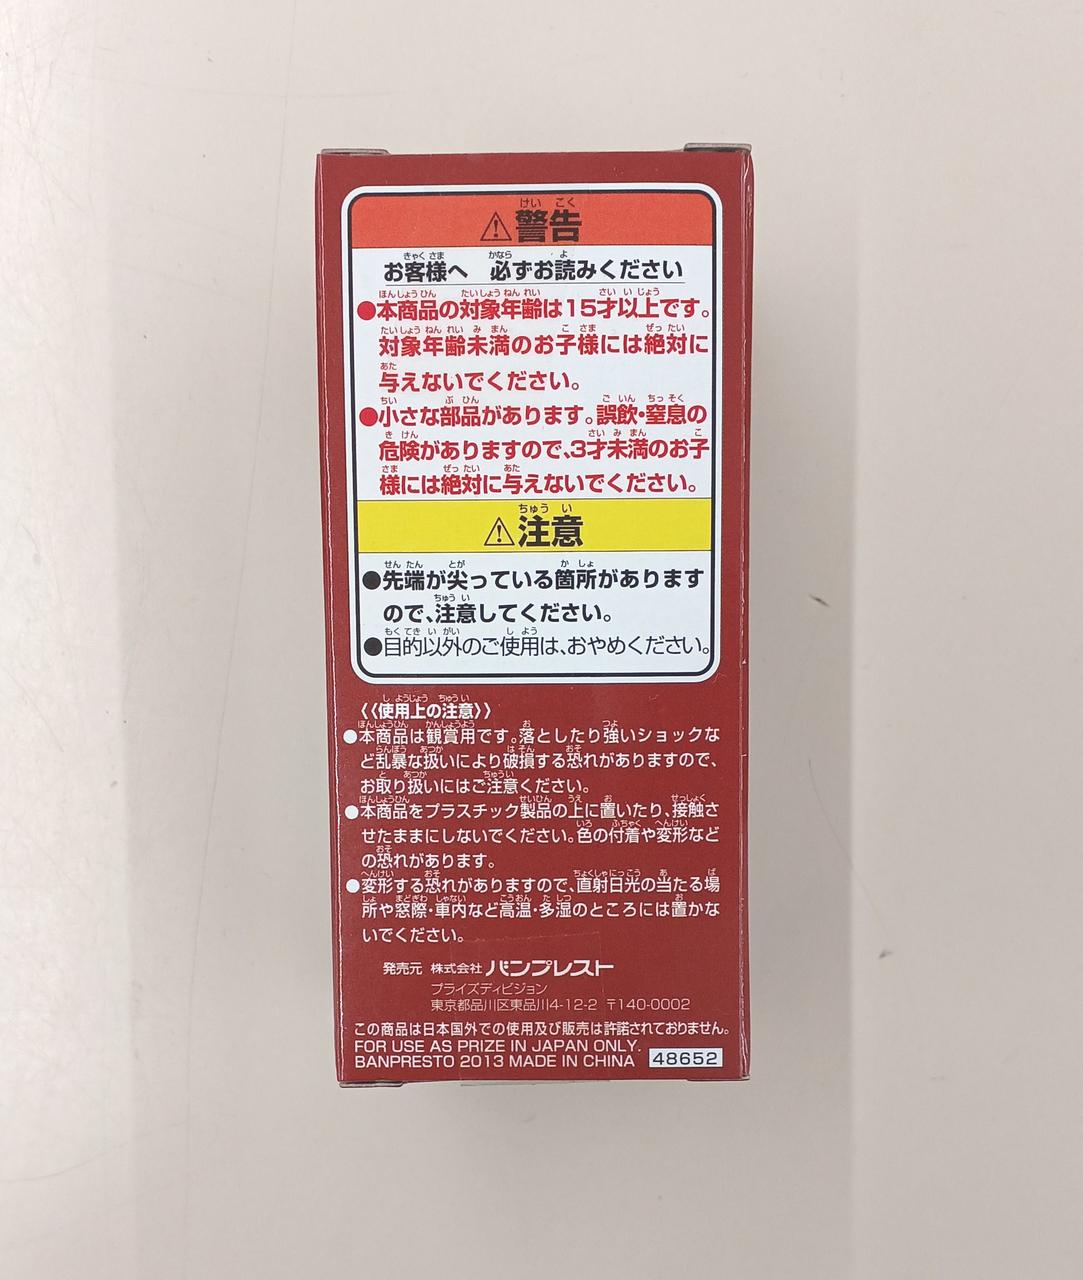 ⚠警告
お客様へ 必ずお読みください
●本商品の対象年齢は15才以上です。
対象年齢未満のお子様には絶対に
与えないでください。
●小さな部品があります。誤飲・窒息の
危険がありますので、3才未満のお子
様には絶対に与えないでください。
⚠注意
●先端が尖っている箇所があります
ので、注意してください。
●目的以外のご使用は、おやめください。
《使用上の注意》
●本商品は観賞用です。落としたり強いショックな
ど乱暴な扱いにより破損する恐れがありますので、
お取り扱いにはご注意ください。
●本商品をプラスチック製品の上に置いたり、接触さ
せたままにしないでください。色の付着や変形など
の恐れがあります。
●変形する恐れがありますので、直射日光の当たる場
所や窓際・車内など高温・多湿のところには置かな
いでください。
発売元 株式会社 バンプレスト
プライズディビジョン
東京都品川区東品川4-12-2 〒140-0002
この商品は日本国外での使用及び販売は許諾されておりません。
FOR USE AS PRIZE IN JAPAN ONLY.
BANPRESTO 2013 MADE IN CHINA 48652